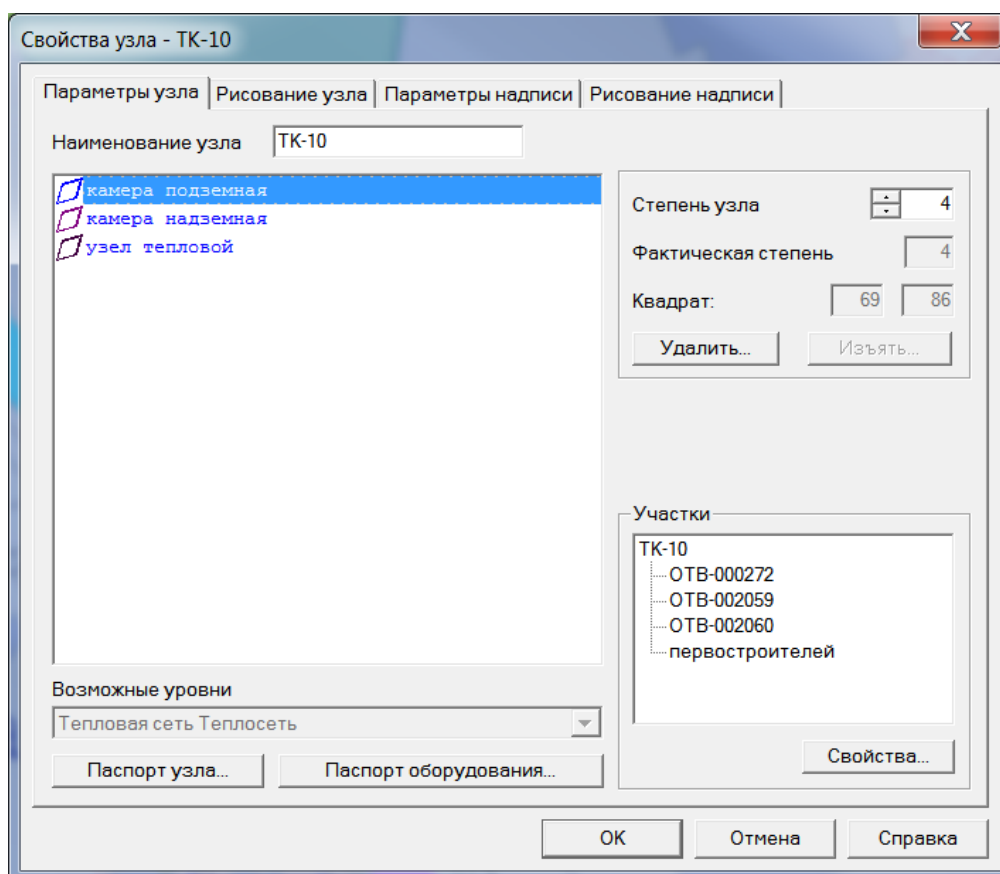 Свойства узла - ТК-10
X
Параметры узла Рисование узла Параметры надписи Рисование надписи
Наименование узла ТК-10
камера подземная
камера надземная
узел тепловой
Степень узла 4
Фактическая степень 4
Квадрат: 69 86
Удалить... Изъять...
Участки
ТК-10
ОТВ-000272
ОТВ-002059
ОТВ-002060
первостроителей
Свойства...
Возможные уровни
Тепловая сеть Теплосеть
Паспорт узла... Паспорт оборудования...
OK Отмена Справка